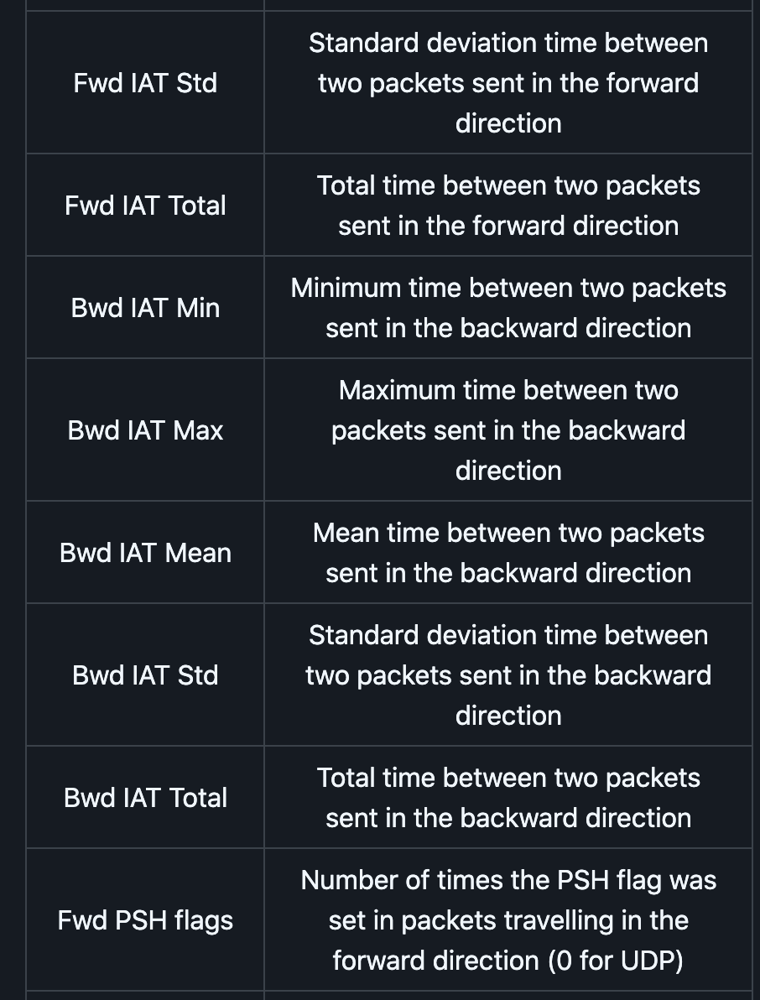 Fwd IAT Std
Standard deviation time between
two packets sent in the forward
direction
Fwd IAT Total
Total time between two packets
sent in the forward direction
Bwd IAT Min
Minimum time between two packets
sent in the backward direction
Bwd IAT Max
Maximum time between two
packets sent in the backward
direction
Bwd IAT Mean
Mean time between two packets
sent in the backward direction
Bwd IAT Std
Standard deviation time between
two packets sent in the backward
direction
Bwd IAT Total
Total time between two packets
sent in the backward direction
Fwd PSH flags
Number of times the PSH flag was
set in packets travelling in the
forward direction (0 for UDP)